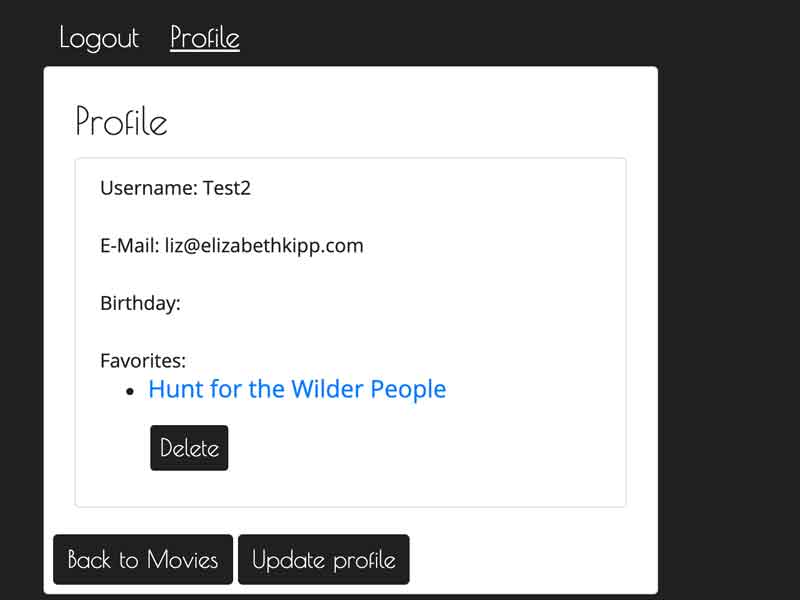 Logout Profile
Profile
Username: Test2
E-Mail: liz@elizabethkipp.com
Birthday:
Favorites:
Hunt for the Wilder People
Delete
Back to Movies Update profile